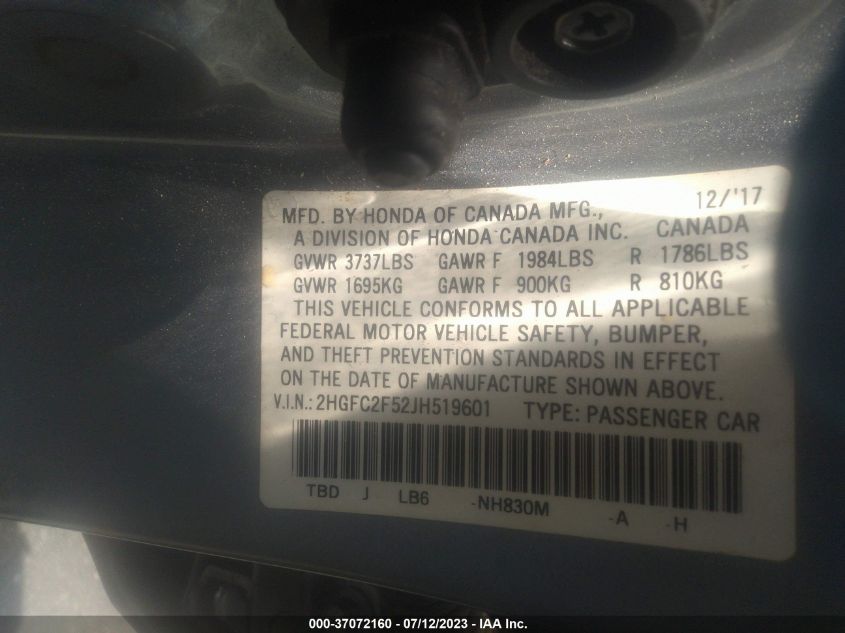 12/'17
MFD. BY HONDA OF CANADA MFG.,
A DIVISION OF HONDA CANADA INC. CANADA
GVWR 3737LBS GAWR F 1984LBS R 1786LBS
GVWR 1695KG GAWR F 900KG R 810KG
THIS VEHICLE CONFORMS TO ALL APPLICABLE
FEDERAL MOTOR VEHICLE SAFETY, BUMPER,
AND THEFT PREVENTION STANDARDS IN EFFECT
ON THE DATE OF MANUFACTURE SHOWN ABOVE.
V.I.N.: 2HGFC2F52JH519601 TYPE: PASSENGER CAR
TBD J LB6 -NH830M -A -H
000-37072160 - 07/12/2023 - IAA Inc.